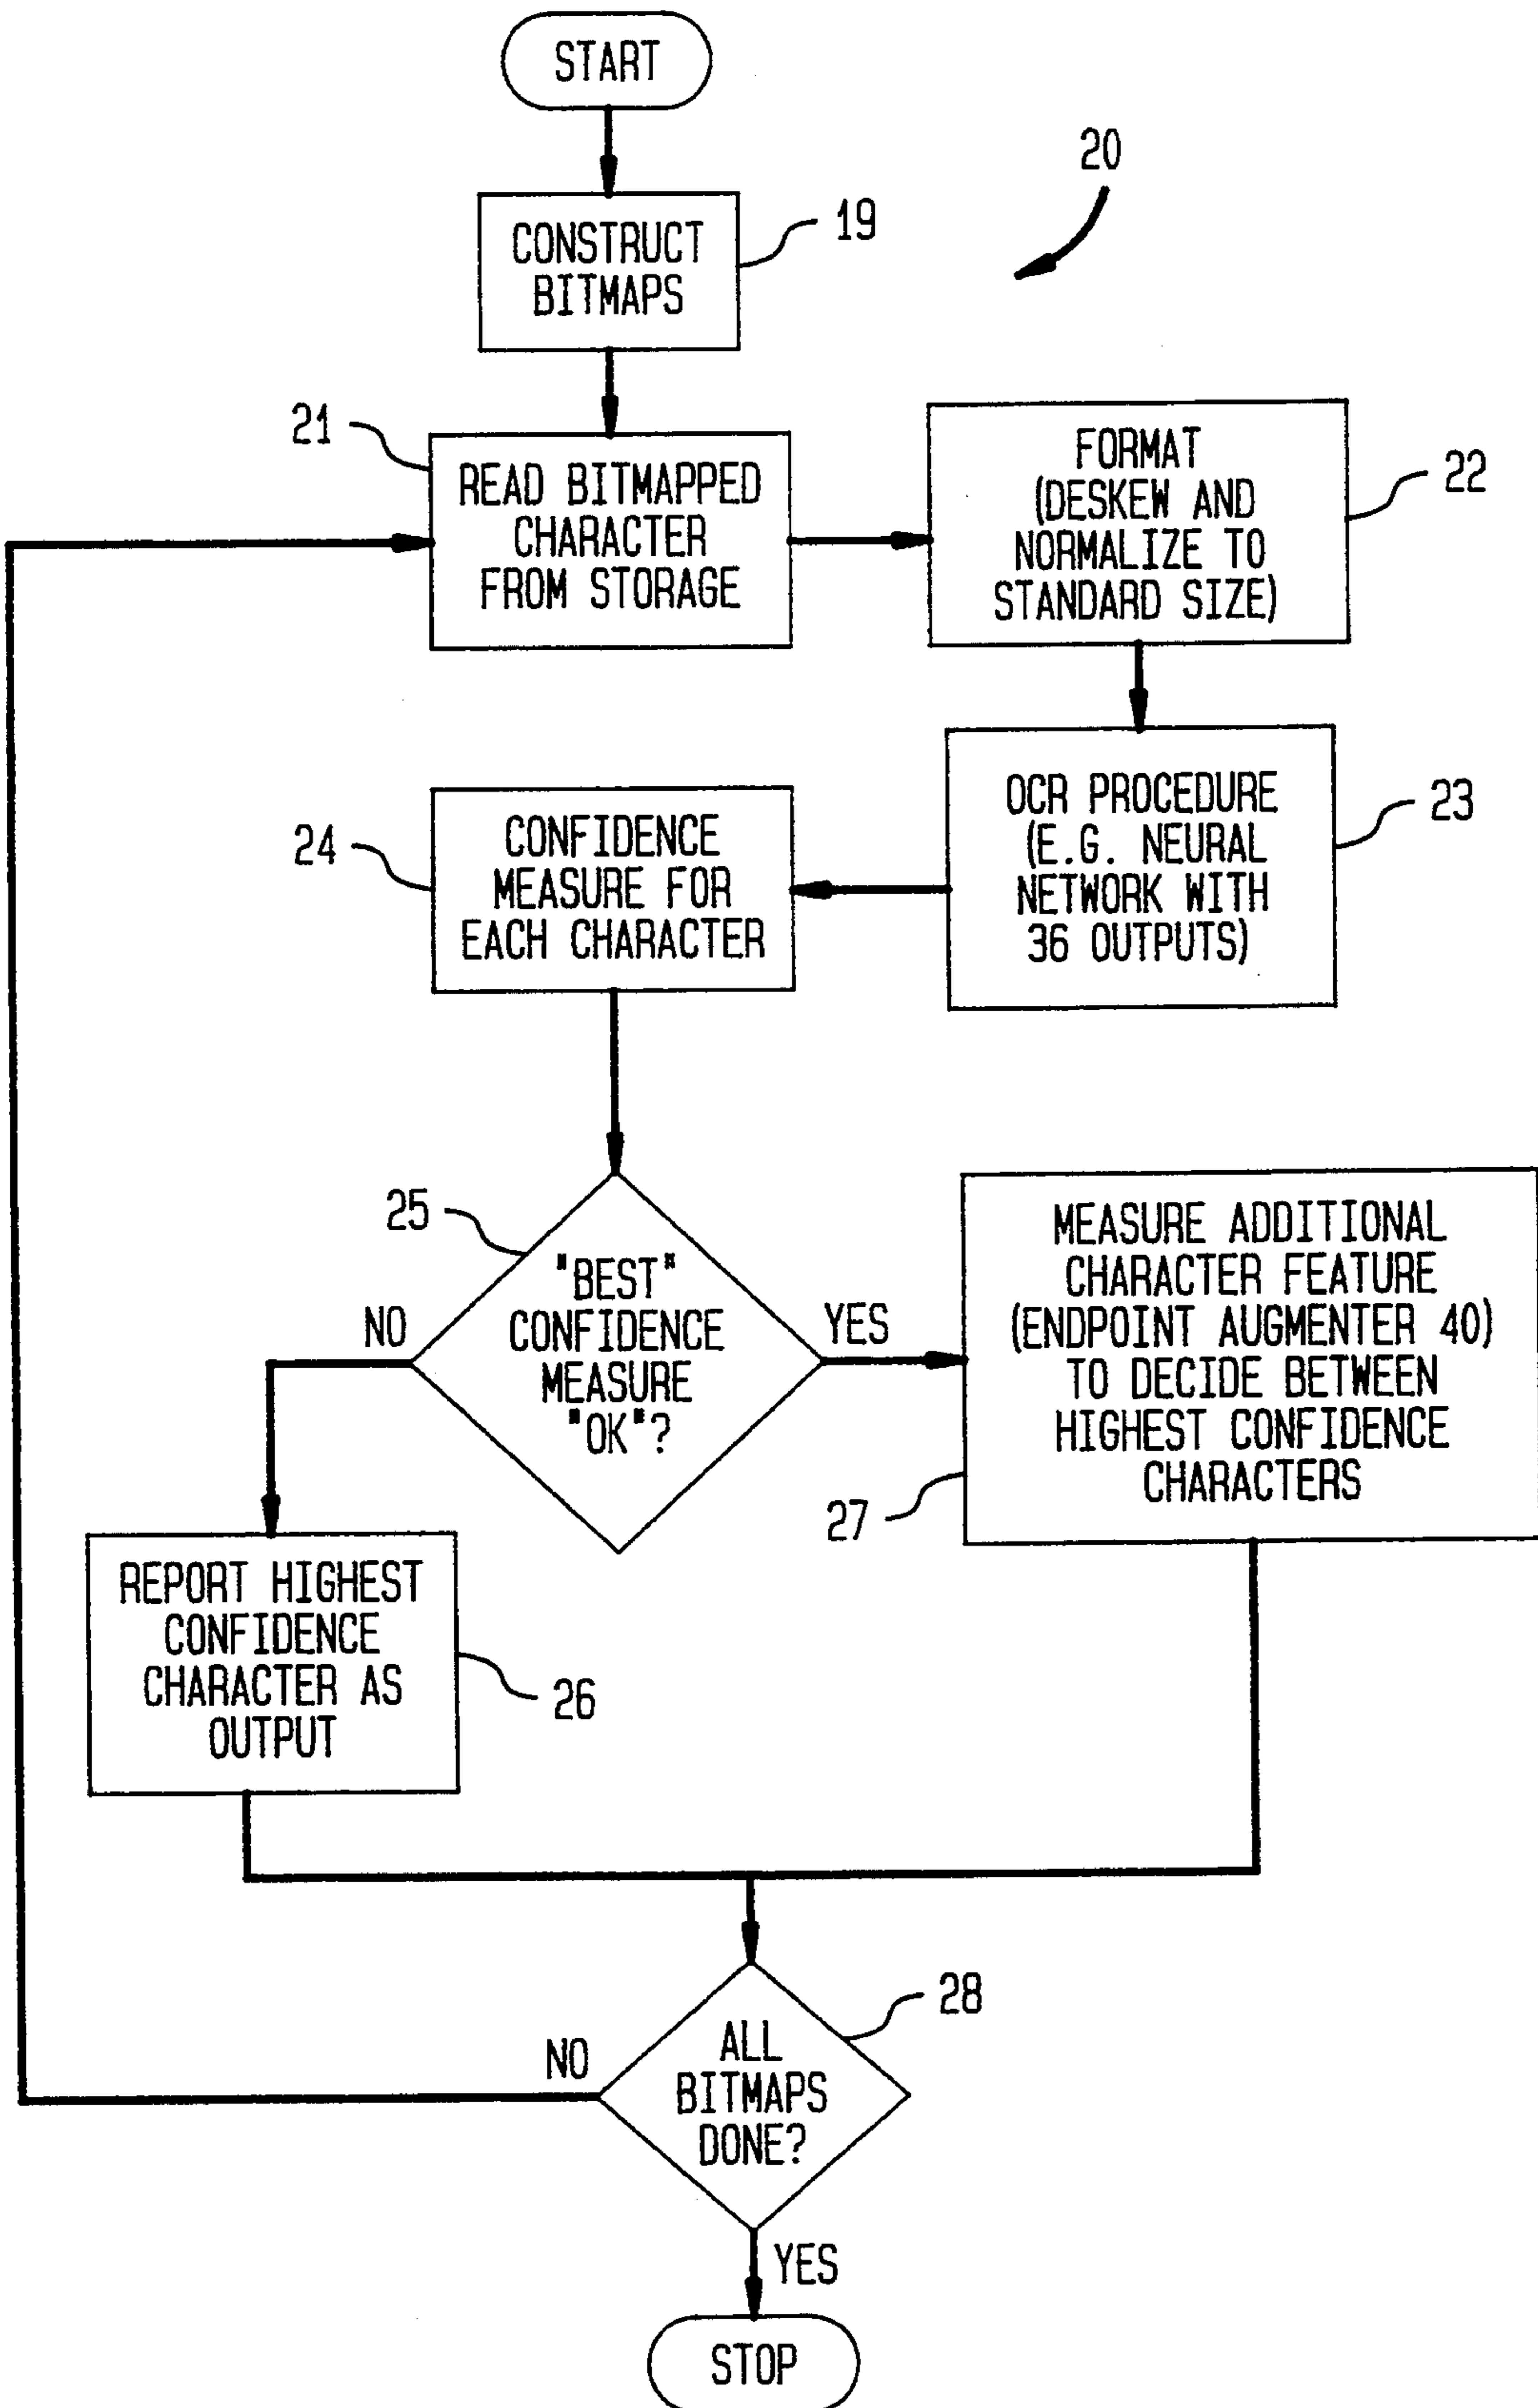 START
20
CONSTRUCT
BITMAPS
19
21
READ BITMAPPED
CHARACTER
FROM STORAGE
FORMAT
(DESKEW AND
NORMALIZE TO
STANDARD SIZE)
22
OCR PROCEDURE
(E.G. NEURAL
NETWORK WITH
36 OUTPUTS)
23
24
CONFIDENCE
MEASURE FOR
EACH CHARACTER
25
"BEST"
CONFIDENCE
MEASURE
"OK"?
NO
YES
MEASURE ADDITIONAL
CHARACTER FEATURE
(ENDPOINT AUGMENTER 40)
TO DECIDE BETWEEN
HIGHEST CONFIDENCE
CHARACTERS
27
REPORT HIGHEST
CONFIDENCE
CHARACTER AS
OUTPUT
26
28
NO
ALL
BITMAPS
DONE?
YES
STOP